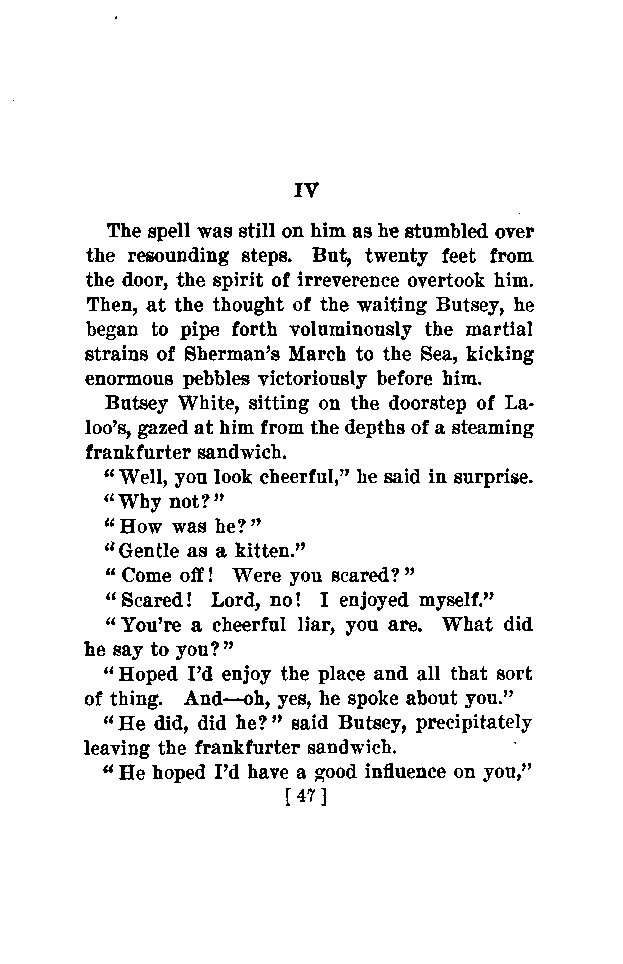 IV
The spell was still on him as he stumbled over
the resounding steps. But, twenty feet from
the door, the spirit of irreverence overtook him.
Then, at the thought of the waiting Butsey, he
began to pipe forth voluminously the martial
strains of Sherman's March to the Sea, kicking
enormous pebbles victoriously before him.
Butsey White, sitting on the doorstep of La-
loo's, gazed at him from the depths of a steaming
frankfurter sandwich.
"Well, you look cheerful," he said in surprise.
"Why not?"
"How was he?"
"Gentle as a kitten."
"Come off! Were you scared?"
"Scared! Lord, no! I enjoyed myself."
"You're a cheerful liar, you are. What did
he say to you?"
"Hoped I'd enjoy the place and all that sort
of thing. And—oh, yes, he spoke about you."
"He did, did he?" said Butsey, precipitately
leaving the frankfurter sandwich.
"He hoped I'd have a good influence on you,"
[47]